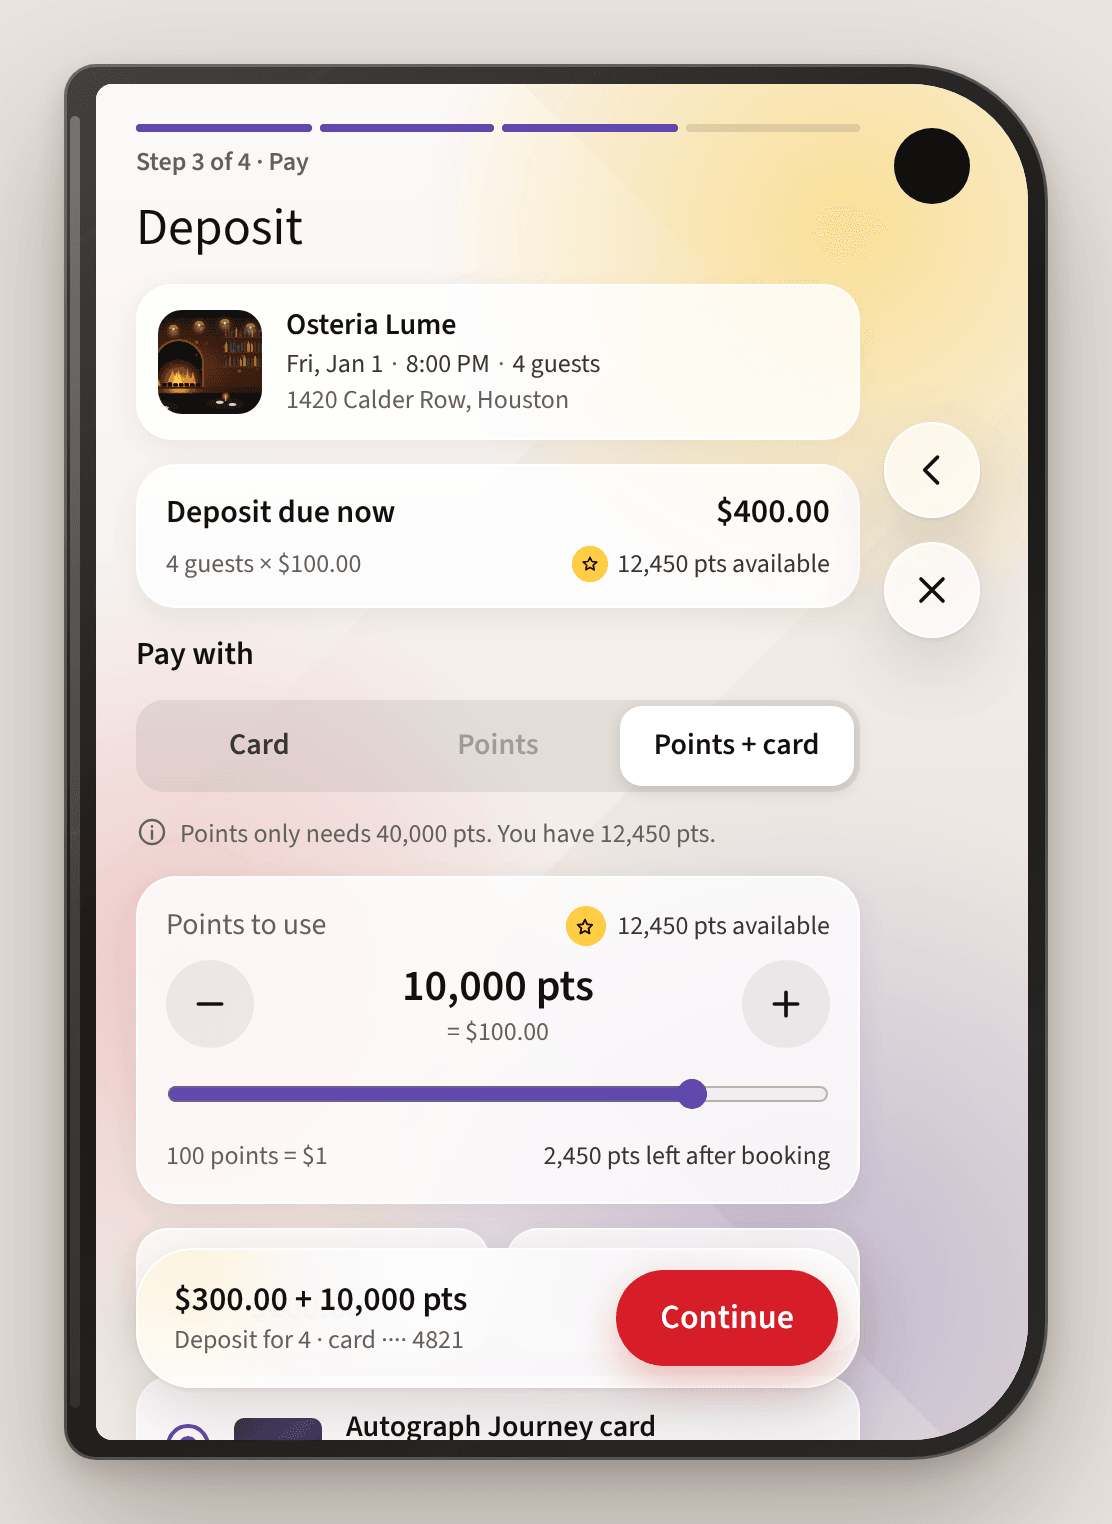 Step 3 of 4 · Pay
Deposit
Osteria Lume
Fri, Jan 1 · 8:00 PM · 4 guests
1420 Calder Row, Houston
Deposit due now
$400.00
4 guests × $100.00
12,450 pts available
Pay with
Card
Points
Points + card
Points only needs 40,000 pts. You have 12,450 pts.
Points to use
12,450 pts available
10,000 pts
= $100.00
100 points = $1
2,450 pts left after booking
$300.00 + 10,000 pts
Deposit for 4 · card ···· 4821
Continue
Autograph Journey card